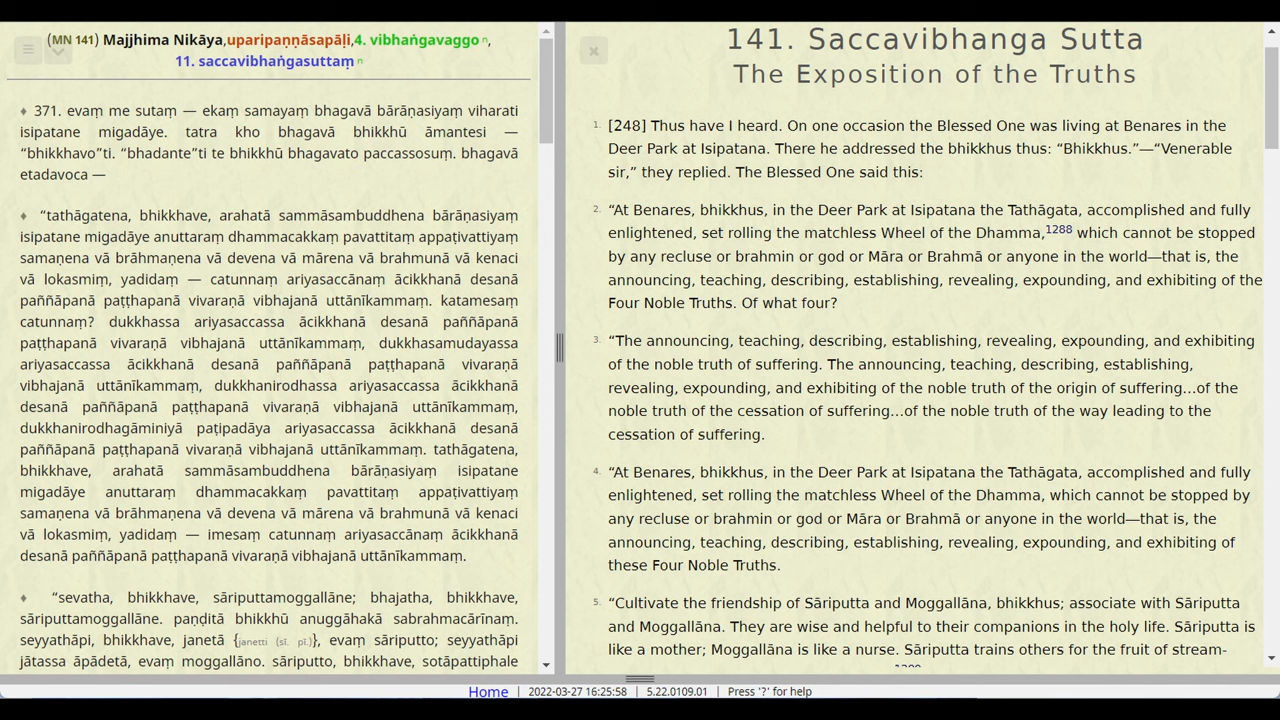 (MN 141) Majjhima Nikāya,uparipaṇṇāsapāḷi,4. vibhaṅgavaggo n,
11. saccavibhaṅgasuttaṃ n
♦ 371. evaṃ me sutaṃ — ekaṃ samayaṃ bhagavā bārāṇasiyaṃ viharati
isipatane migadāye. tatra kho bhagavā bhikkhū āmantesi —
“bhikkhavo”ti. “bhadante”ti te bhikkhū bhagavato paccassosuṃ. bhagavā
etadavoca —
♦ “tathāgatena, bhikkhave, arahatā sammāsambuddhena bārāṇasiyaṃ
isipatane migadāye anuttaraṃ dhammacakkaṃ pavattitaṃ appaṭivattiyaṃ
samaṇena vā brāhmaṇena vā devena vā mārena vā brahmunā vā kenaci
vā lokasmiṃ, yadidaṃ — catunnaṃ ariyasaccānaṃ ācikkhanā desanā
paññāpanā paṭṭhapanā vivaraṇā vibhajanā uttānīkammaṃ. katamesaṃ
catunnaṃ? dukkhassa ariyasaccassa ācikkhanā desanā paññāpanā
paṭṭhapanā vivaraṇā vibhajanā uttānīkammaṃ, dukkhasamudayassa
ariyasaccassa ācikkhanā desanā paññāpanā paṭṭhapanā vivaraṇā
vibhajanā uttānīkammaṃ, dukkhanirodhassa ariyasaccassa ācikkhanā
desanā paññāpanā paṭṭhapanā vivaraṇā vibhajanā uttānīkammaṃ,
dukkhanirodhagāminiyā paṭipadāya ariyasaccassa ācikkhanā desanā
paññāpanā paṭṭhapanā vivaraṇā vibhajanā uttānīkammaṃ. tathāgatena,
bhikkhave, arahatā sammāsambuddhena bārāṇasiyaṃ isipatane
migadāye anuttaraṃ dhammacakkaṃ pavattitaṃ appaṭivattiyaṃ
samaṇena vā brāhmaṇena vā devena vā mārena vā brahmunā vā kenaci
vā lokasmiṃ, yadidaṃ — imesaṃ catunnaṃ ariyasaccānaṃ ācikkhanā
desanā paññāpanā paṭṭhapanā vivaraṇā vibhajanā uttānīkammaṃ.
♦ “sevatha, bhikkhave, sāriputtamoggallāne; bhajatha, bhikkhave,
sāriputtamoggallāne. paṇḍitā bhikkhū anuggāhakā sabrahmacārīnaṃ.
seyyathāpi, bhikkhave, janetā {janetti (sī. pī.)}, evaṃ sāriputto; seyyathāpi
jātassa āpādetā, evaṃ moggallāno. sāriputto, bhikkhave, sotāpattiphale
141. Saccavibhanga Sutta
The Exposition of the Truths
1. [248] Thus have I heard. On one occasion the Blessed One was living at Benares in the
Deer Park at Isipatana. There he addressed the bhikkhus thus: “Bhikkhus.”—“Venerable
sir,” they replied. The Blessed One said this:
2. “At Benares, bhikkhus, in the Deer Park at Isipatana the Tathāgata, accomplished and fully
enlightened, set rolling the matchless Wheel of the Dhamma,1288 which cannot be stopped
by any recluse or brahmin or god or Māra or Brahmā or anyone in the world—that is, the
announcing, teaching, describing, establishing, revealing, expounding, and exhibiting of the
Four Noble Truths. Of what four?
3. “The announcing, teaching, describing, establishing, revealing, expounding, and exhibiting
of the noble truth of suffering. The announcing, teaching, describing, establishing,
revealing, expounding, and exhibiting of the noble truth of the origin of suffering…of the
noble truth of the cessation of suffering…of the noble truth of the way leading to the
cessation of suffering.
4. “At Benares, bhikkhus, in the Deer Park at Isipatana the Tathāgata, accomplished and fully
enlightened, set rolling the matchless Wheel of the Dhamma, which cannot be stopped by
any recluse or brahmin or god or Māra or Brahmā or anyone in the world—that is, the
announcing, teaching, describing, establishing, revealing, expounding, and exhibiting of
these Four Noble Truths.
5. “Cultivate the friendship of Sāriputta and Moggallāna, bhikkhus; associate with Sāriputta
and Moggallāna. They are wise and helpful to their companions in the holy life. Sāriputta is
like a mother; Moggallāna is like a nurse. Sāriputta trains others for the fruit of stream-
Home | 2022-03-27 16:25:58 | 5.22.0109.01 | Press '?' for help